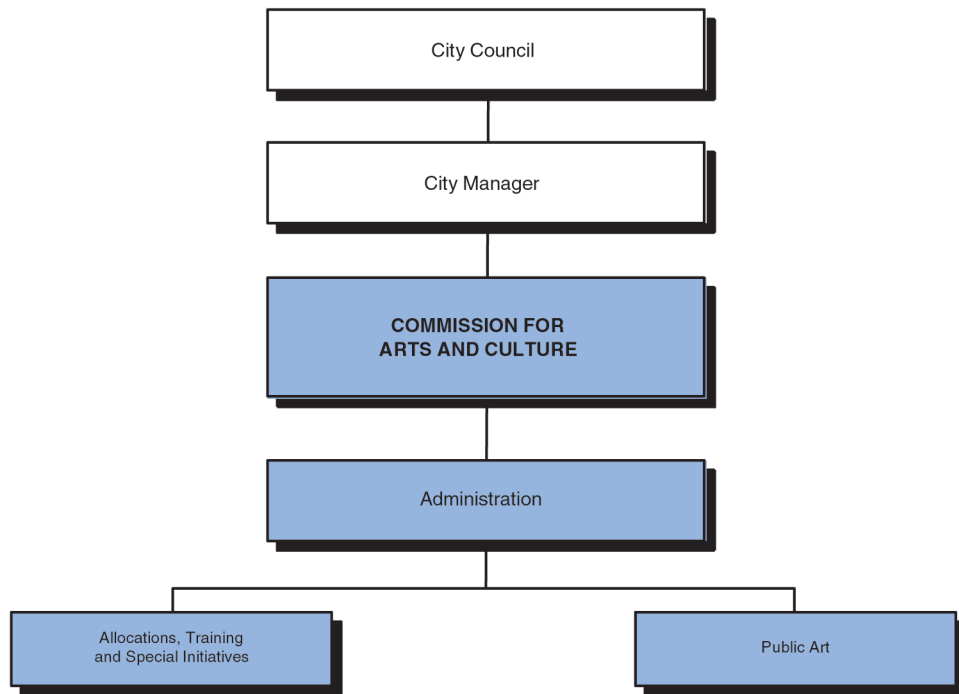 City Council
City Manager
COMMISSION FOR
ARTS AND CULTURE
Administration
Allocations, Training
and Special Initiatives
Public Art